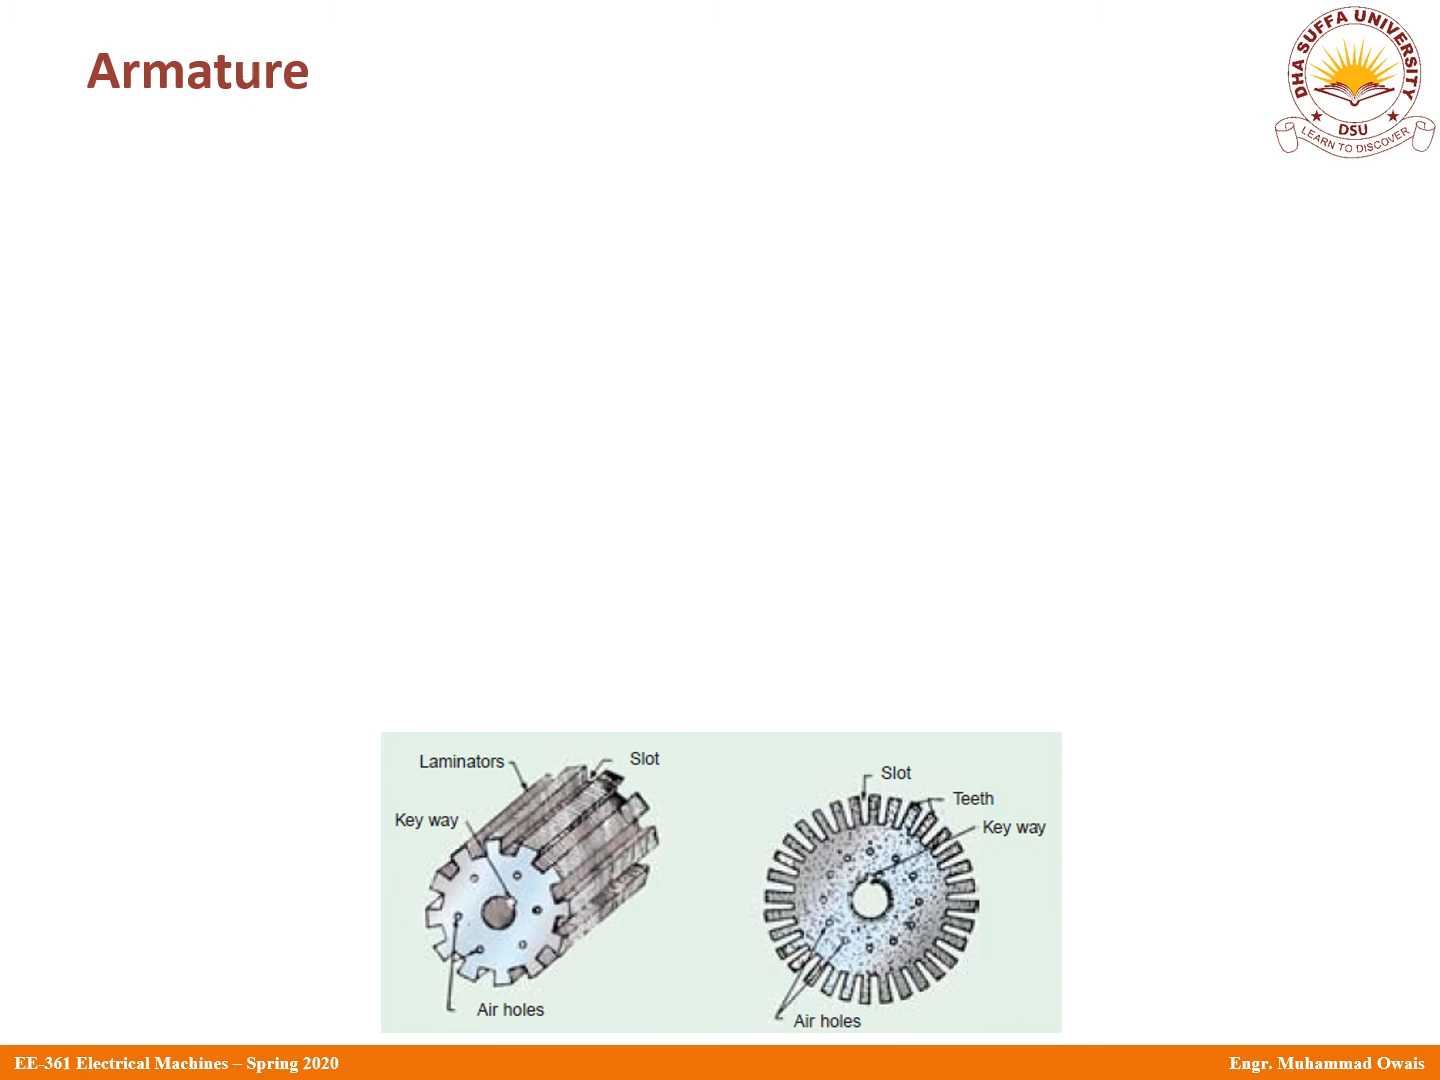 Armature
DHA SUFFA UNIVERSITY
DSU
LEARN TO DISCOVER
Laminators
Slot
Key way
Air holes
Slot
Teeth
Key way
Air holes
EE-361 Electrical Machines – Spring 2020
Engr. Muhammad Owais